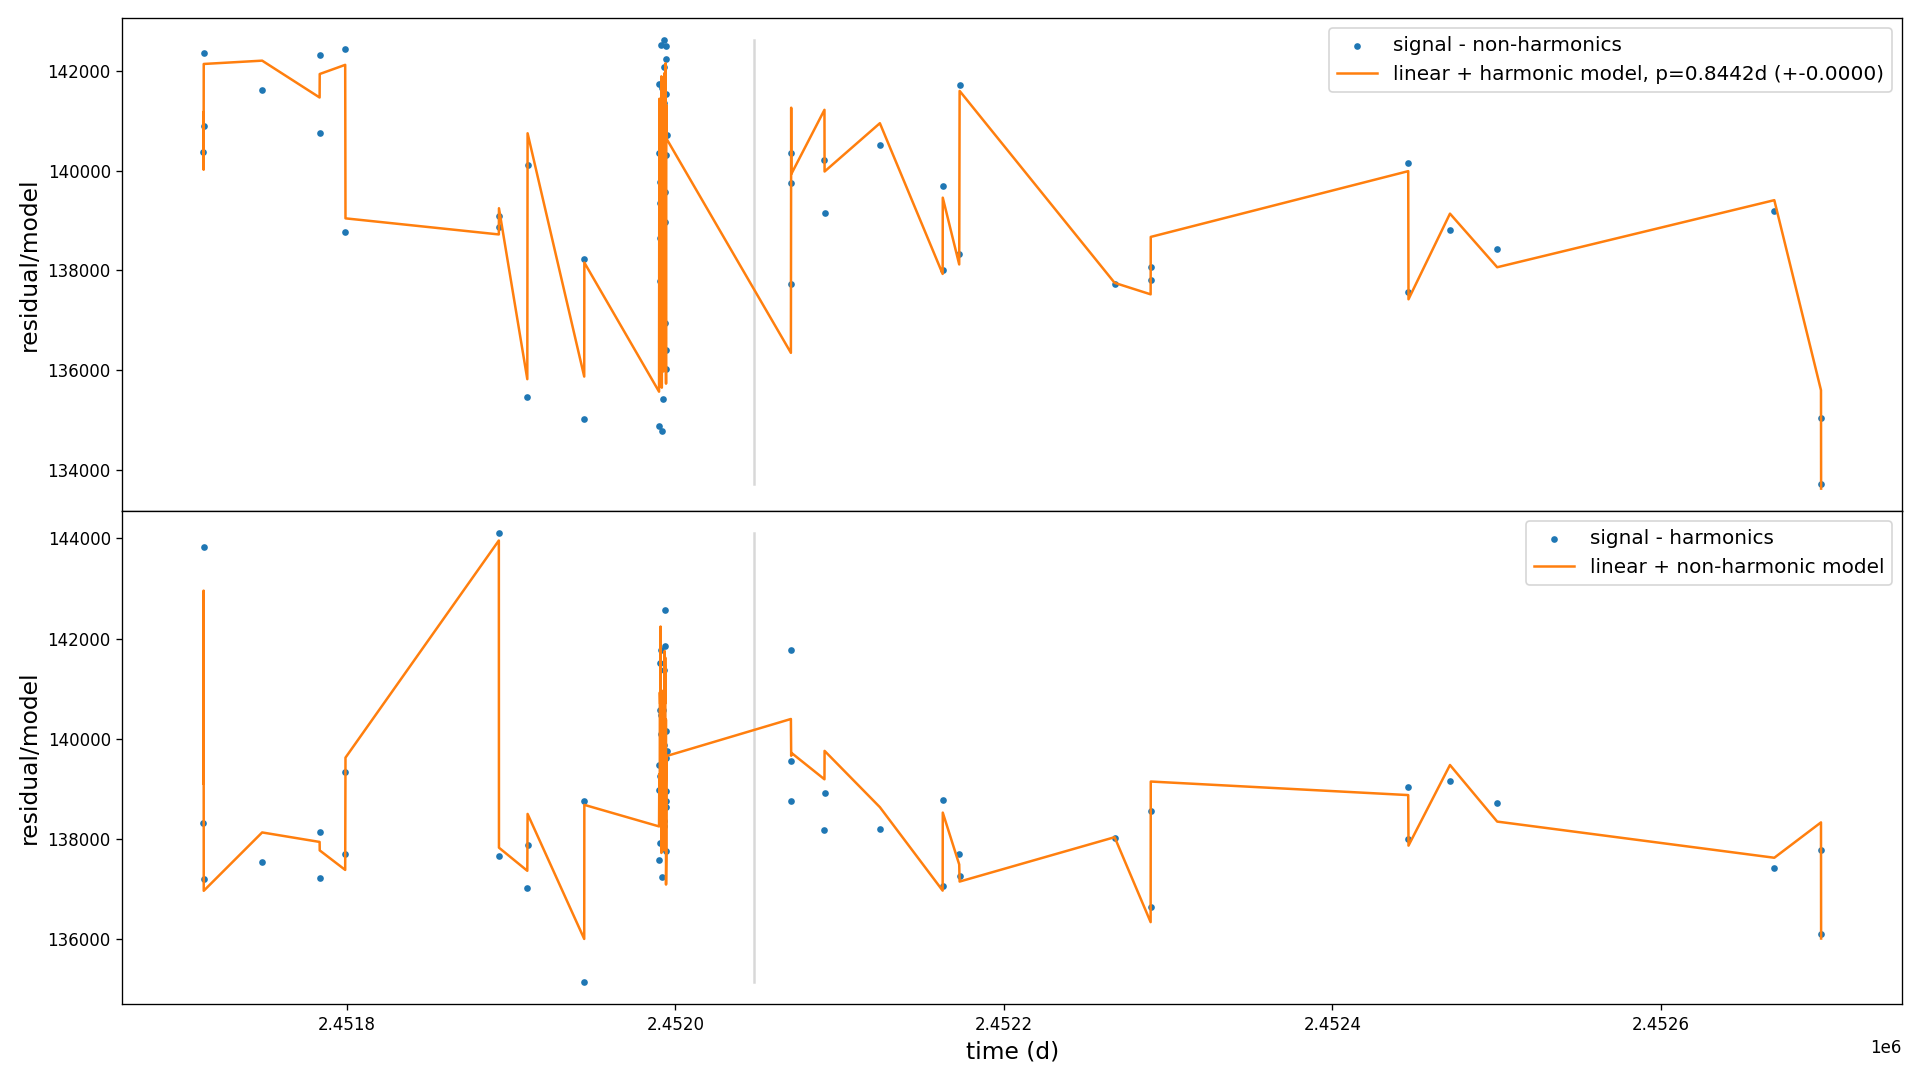 signal - non-harmonics
linear + harmonic model, p=0.8442d (+-0.0000)
142000
140000
138000
136000
134000
residual/model
signal - harmonics
linear + non-harmonic model
144000
142000
140000
138000
136000
residual/model
2.4518
2.4520
2.4522
2.4524
2.4526
1e6
time (d)